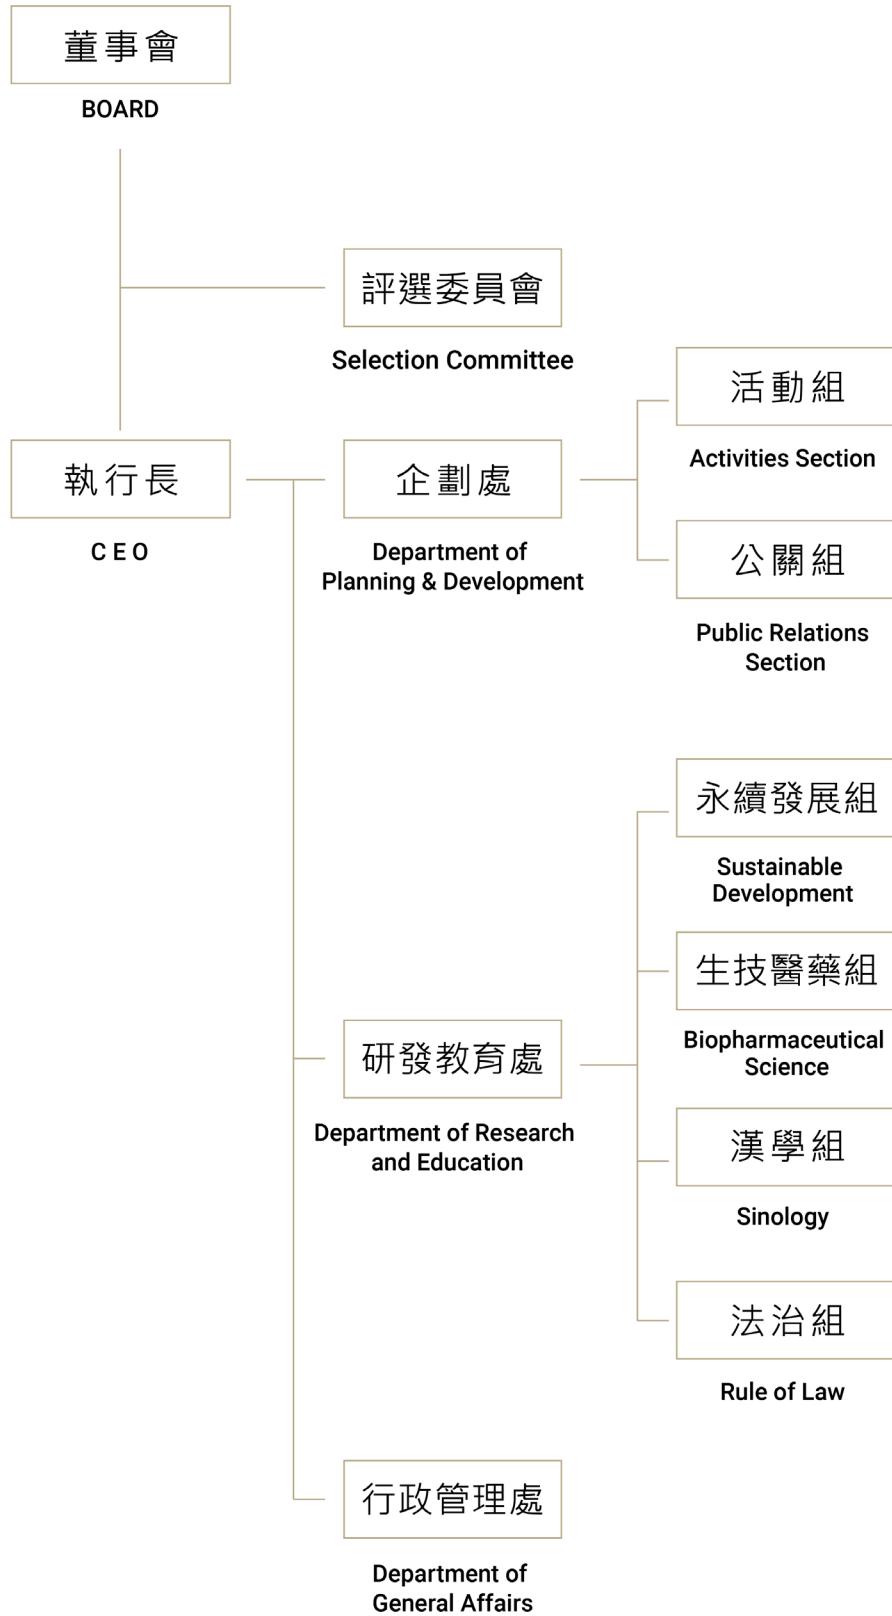 董事會
BOARD
評選委員會
Selection Committee
活動組
Activities Section
執行長
CEO
企劃處
Department of
Planning & Development
公關組
Public Relations
Section
永續發展組
Sustainable
Development
生技醫藥組
Biopharmaceutical
Science
研發教育處
Department of Research
and Education
漢學組
Sinology
法治組
Rule of Law
行政管理處
Department of
General Affairs